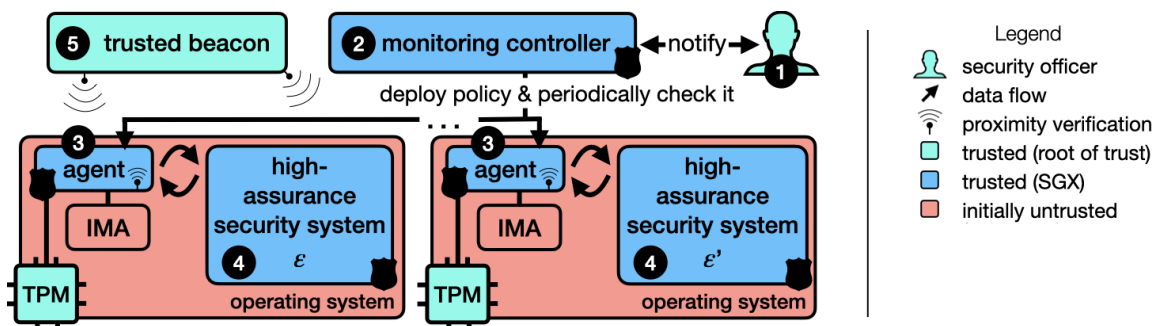 5 trusted beacon
2 monitoring controller
notify
1
deploy policy & periodically check it
...
3
agent
IMA
TPM
high-
assurance
security system
4 ε
operating system
3
agent
IMA
TPM
high-
assurance
security system
4 ε’
operating system
Legend
security officer
data flow
proximity verification
trusted (root of trust)
trusted (SGX)
initially untrusted